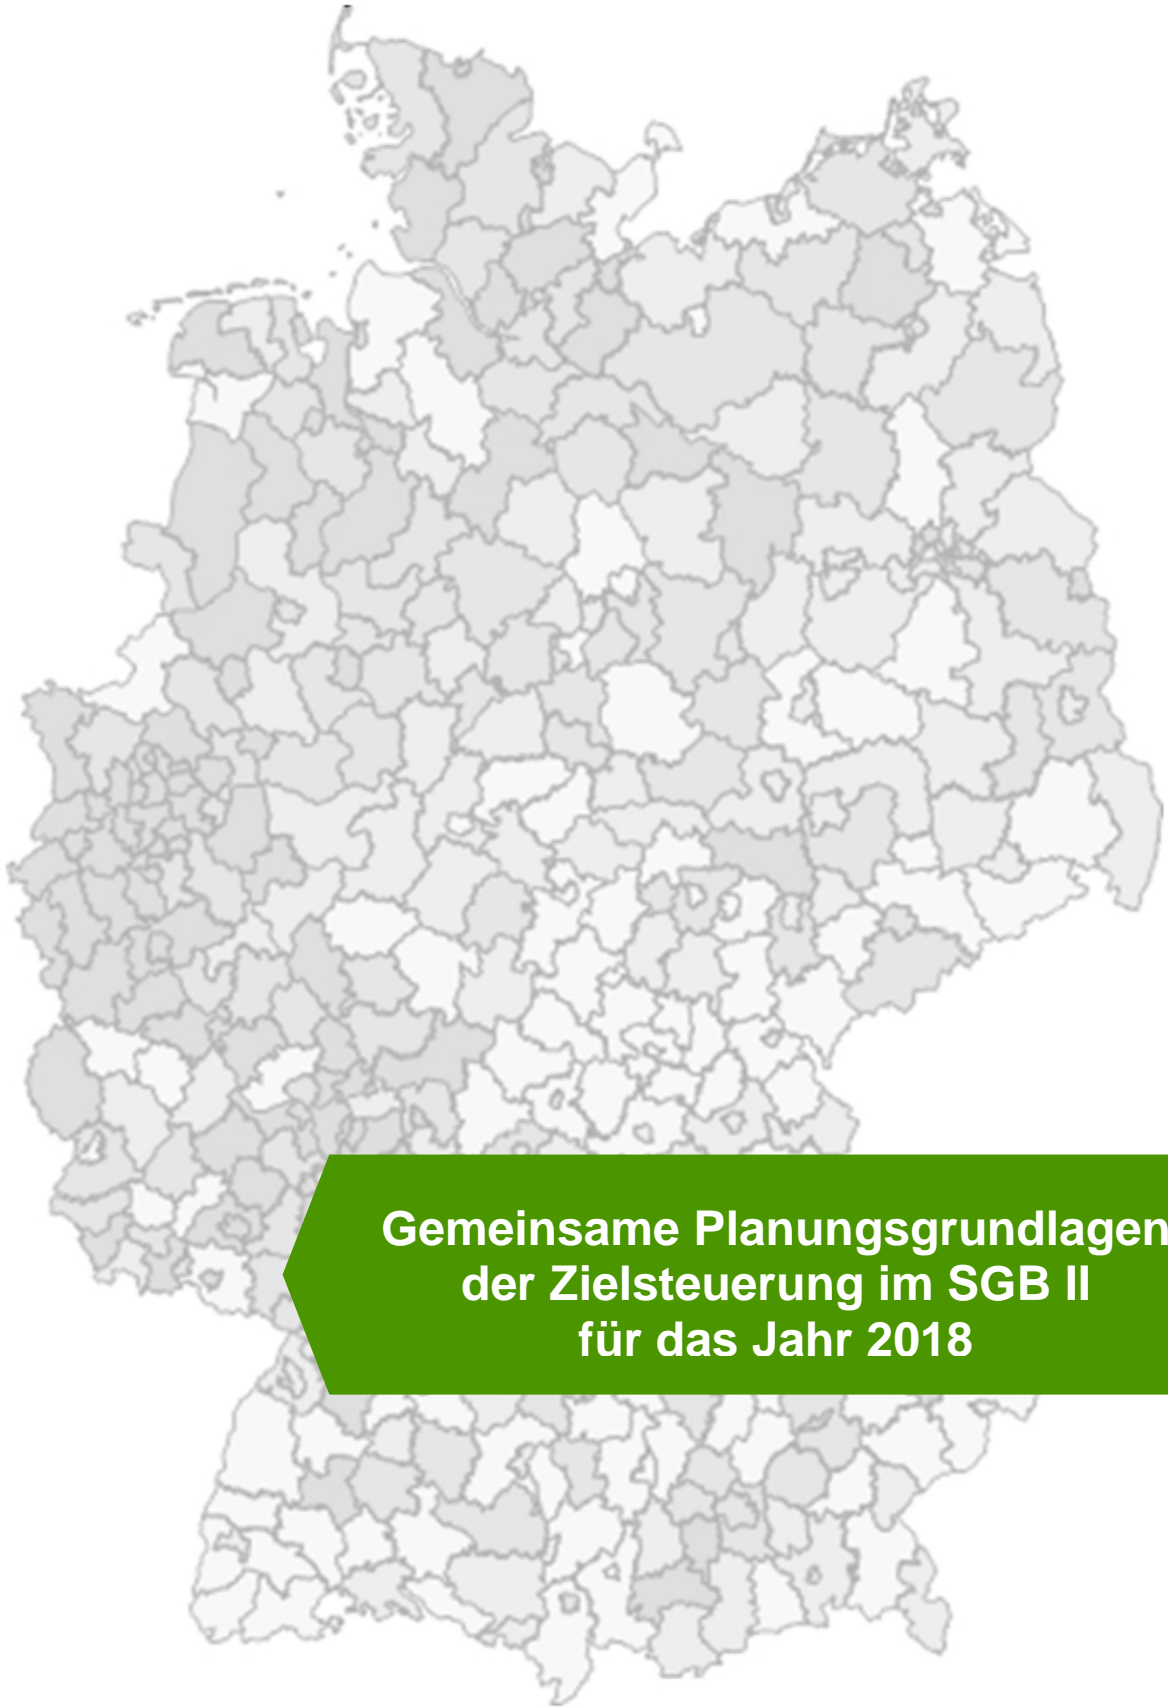 Gemeinsame Planungsgrundlagen
der Zielsteuerung im SGB II
für das Jahr 2018